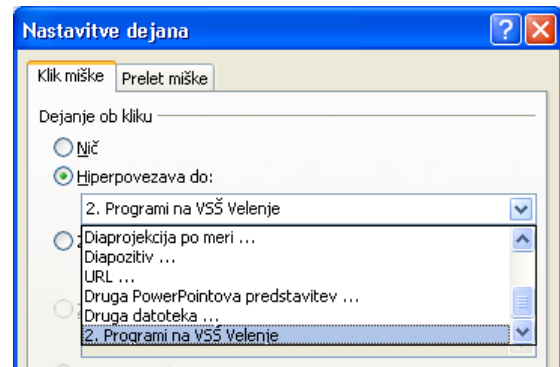 Nastavitve dejana
Klik miške Prelet miške
Dejanje ob kliku
Nič
Hiperpovezava do:
2. Programi na VSŠ Velenje
Diaprojekcija po meri ...
Diapozitiv ...
URL ...
Druga PowerPointova predstavitev ...
Druga datoteka ...
2. Programi na VSŠ Velenje